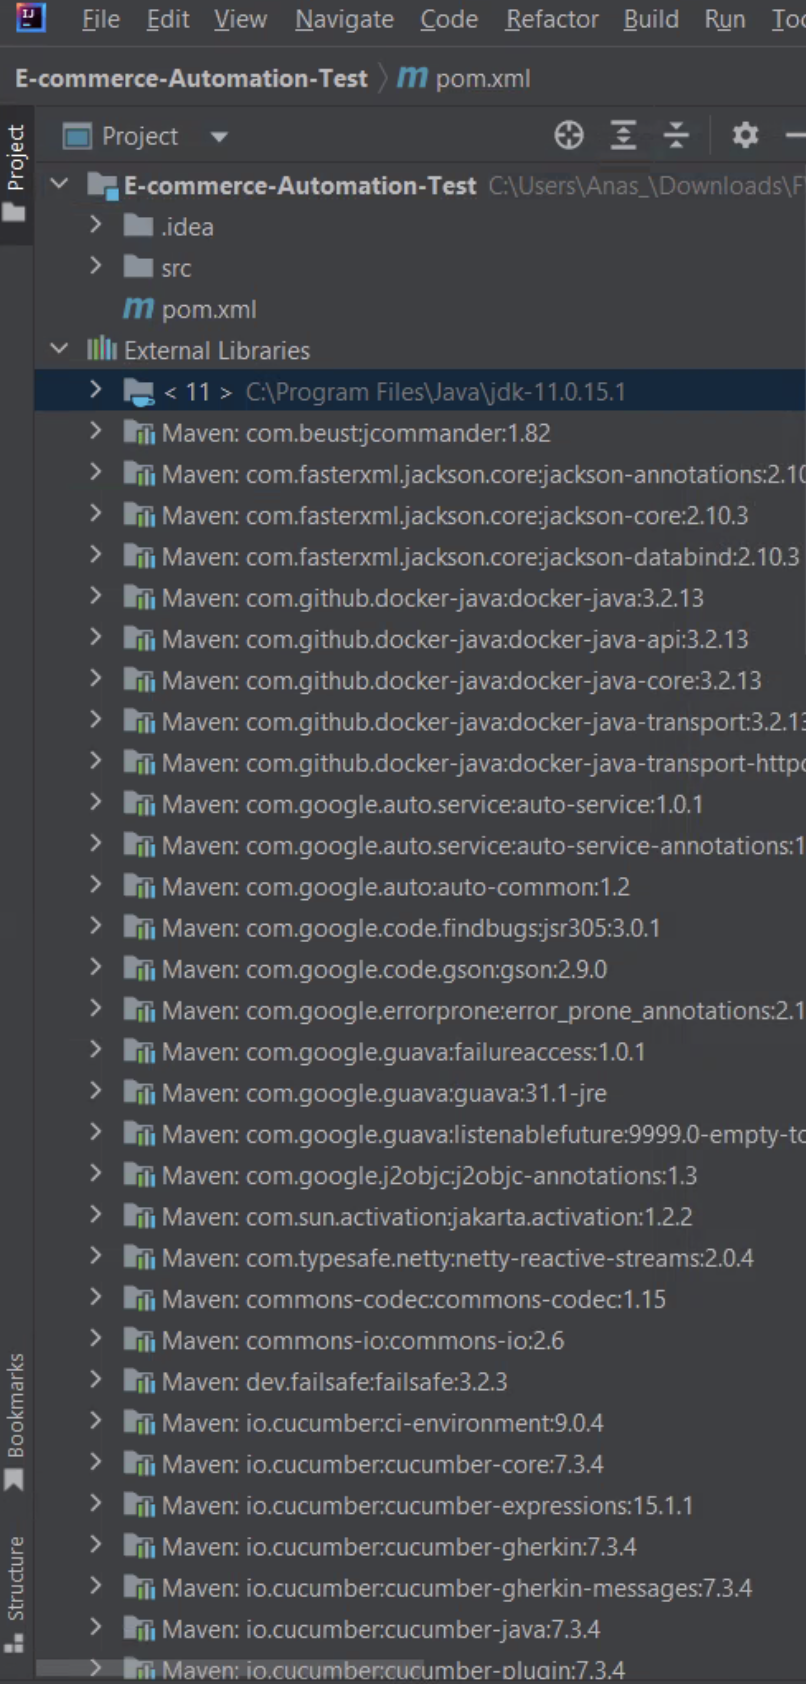 File Edit View Navigate Code Refactor Build Run
E-commerce-Automation-Test pom.xml
Project
Project
E-commerce-Automation-Test C:\Users\Anas_\Downloads\F
.idea
src
pom.xml
External Libraries
< 11 > C:\Program Files\Java\jdk-11.0.15.1
Maven: com.beust:jcommander:1.82
Maven: com.fasterxml.jackson.core:jackson-annotations:2.10
Maven: com.fasterxml.jackson.core:jackson-core:2.10.3
Maven: com.fasterxml.jackson.core:jackson-databind:2.10.3
Maven: com.github.docker-java:docker-java:3.2.13
Maven: com.github.docker-java:docker-java-api:3.2.13
Maven: com.github.docker-java:docker-java-core:3.2.13
Maven: com.github.docker-java:docker-java-transport:3.2.13
Maven: com.github.docker-java:docker-java-transport-httpc
Maven: com.google.auto.service:auto-service:1.0.1
Maven: com.google.auto.service:auto-service-annotations:1
Maven: com.google.auto:auto-common:1.2
Maven: com.google.code.findbugs:jsr305:3.0.1
Maven: com.google.code.gson:gson:2.9.0
Maven: com.google.errorprone:error_prone_annotations:2.1
Maven: com.google.guava:failureaccess:1.0.1
Maven: com.google.guava:guava:31.1-jre
Maven: com.google.guava:listenablefuture:9999.0-empty-to
Maven: com.google.j2objc:j2objc-annotations:1.3
Maven: com.sun.activation:jakarta.activation:1.2.2
Maven: com.typesafe.netty:netty-reactive-streams:2.0.4
Maven: commons-codec:commons-codec:1.15
Maven: commons-io:commons-io:2.6
Maven: dev.failsafe:failsafe:3.2.3
Maven: io.cucumber:ci-environment:9.0.4
Maven: io.cucumber:cucumber-core:7.3.4
Maven: io.cucumber:cucumber-expressions:15.1.1
Maven: io.cucumber:cucumber-gherkin:7.3.4
Maven: io.cucumber:cucumber-gherkin-messages:7.3.4
Maven: io.cucumber:cucumber-java:7.3.4
Maven: io.cucumber:cucumber-plugin:7.3.4
Bookmarks
Structure